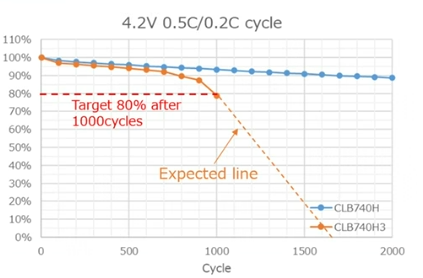 4.2V 0.5C/0.2C cycle
110%
100%
90%
80%
70%
60%
50%
40%
30%
20%
10%
0%
Target 80% after
1000cycles
Expected line
CLB740H
CLB740H3
0 500 1000 1500 2000
Cycle